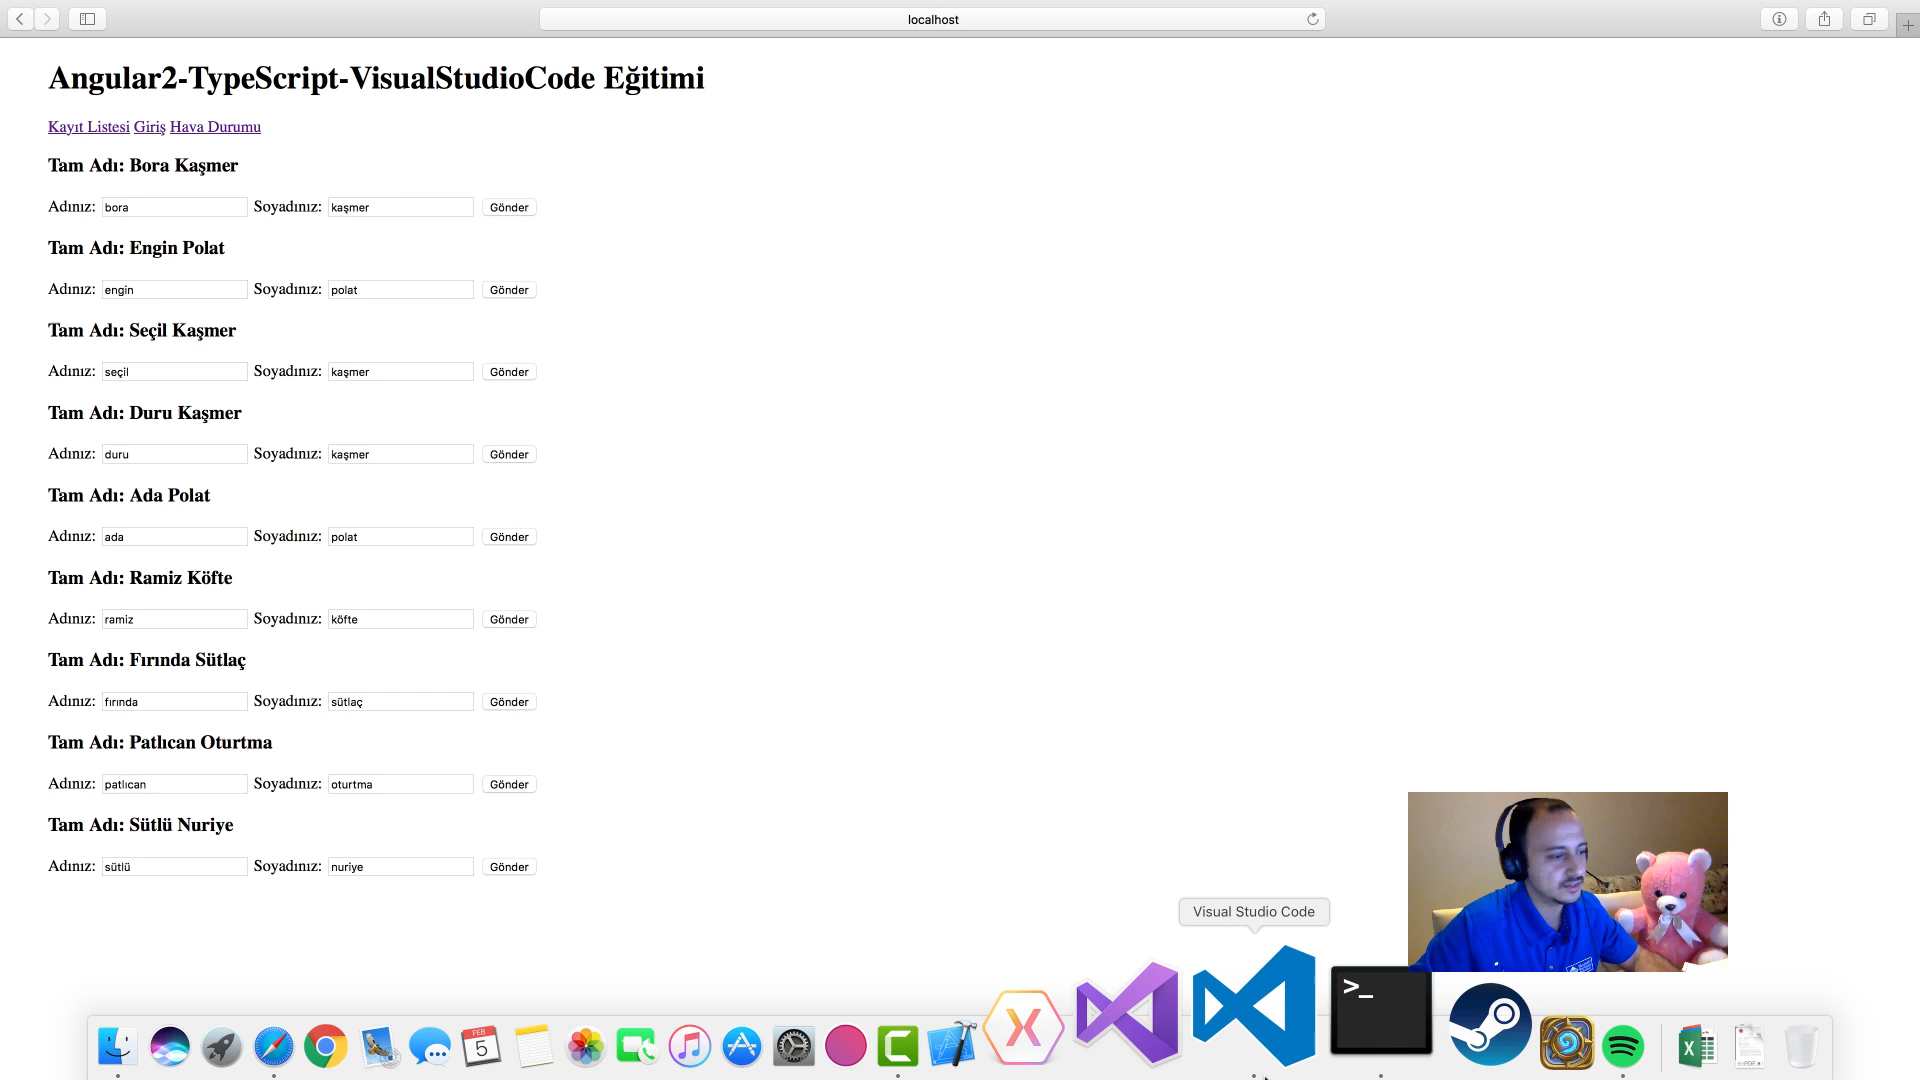 localhost
Angular2-TypeScript-VisualStudioCode Eğitimi
Kayıt Listesi Giriş Hava Durumu
Tam Adı: Bora Kaşmer
Adınız: bora Soyadınız: kaşmer Gönder
Tam Adı: Engin Polat
Adınız: engin Soyadınız: polat Gönder
Tam Adı: Seçil Kaşmer
Adınız: seçil Soyadınız: kaşmer Gönder
Tam Adı: Duru Kaşmer
Adınız: duru Soyadınız: kaşmer Gönder
Tam Adı: Ada Polat
Adınız: ada Soyadınız: polat Gönder
Tam Adı: Ramiz Köfte
Adınız: ramiz Soyadınız: köfte Gönder
Tam Adı: Fırında Sütlaç
Adınız: fırında Soyadınız: sütlaç Gönder
Tam Adı: Patlıcan Oturtma
Adınız: patlıcan Soyadınız: oturtma Gönder
Tam Adı: Sütlü Nuriye
Adınız: sütlü Soyadınız: nuriye Gönder
Visual Studio Code
>_
FEB
5